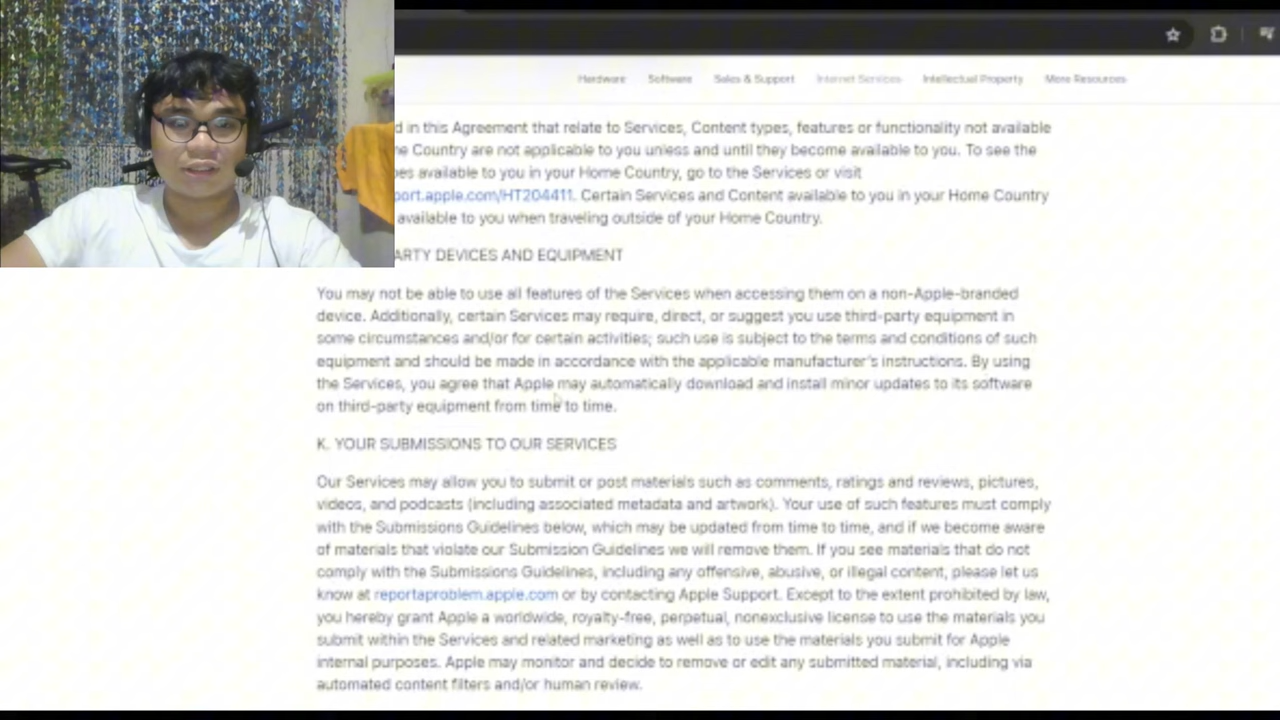 Hardware Software Sales & Support Internet Services Intellectual Property More Resources
d in this Agreement that relate to Services, Content types, features or functionality not available
e Country are not applicable to you unless and until they become available to you. To see the
es available to you in your Home Country, go to the Services or visit
port.apple.com/HT204411. Certain Services and Content available to you in your Home Country
available to you when traveling outside of your Home Country.
ARTY DEVICES AND EQUIPMENT
You may not be able to use all features of the Services when accessing them on a non-Apple-branded
device. Additionally, certain Services may require, direct, or suggest you use third-party equipment in
some circumstances and/or for certain activities; such use is subject to the terms and conditions of such
equipment and should be made in accordance with the applicable manufacturer's instructions. By using
the Services, you agree that Apple may automatically download and install minor updates to its software
on third-party equipment from time to time.
K. YOUR SUBMISSIONS TO OUR SERVICES
Our Services may allow you to submit or post materials such as comments, ratings and reviews, pictures,
videos, and podcasts (including associated metadata and artwork). Your use of such features must comply
with the Submissions Guidelines below, which may be updated from time to time, and if we become aware
of materials that violate our Submission Guidelines we will remove them. If you see materials that do not
comply with the Submissions Guidelines, including any offensive, abusive, or illegal content, please let us
know at reportaproblem.apple.com or by contacting Apple Support. Except to the extent prohibited by law,
you hereby grant Apple a worldwide, royalty-free, perpetual, nonexclusive license to use the materials you
submit within the Services and related marketing as well as to use the materials you submit for Apple
internal purposes. Apple may monitor and decide to remove or edit any submitted material, including via
automated content filters and/or human review.